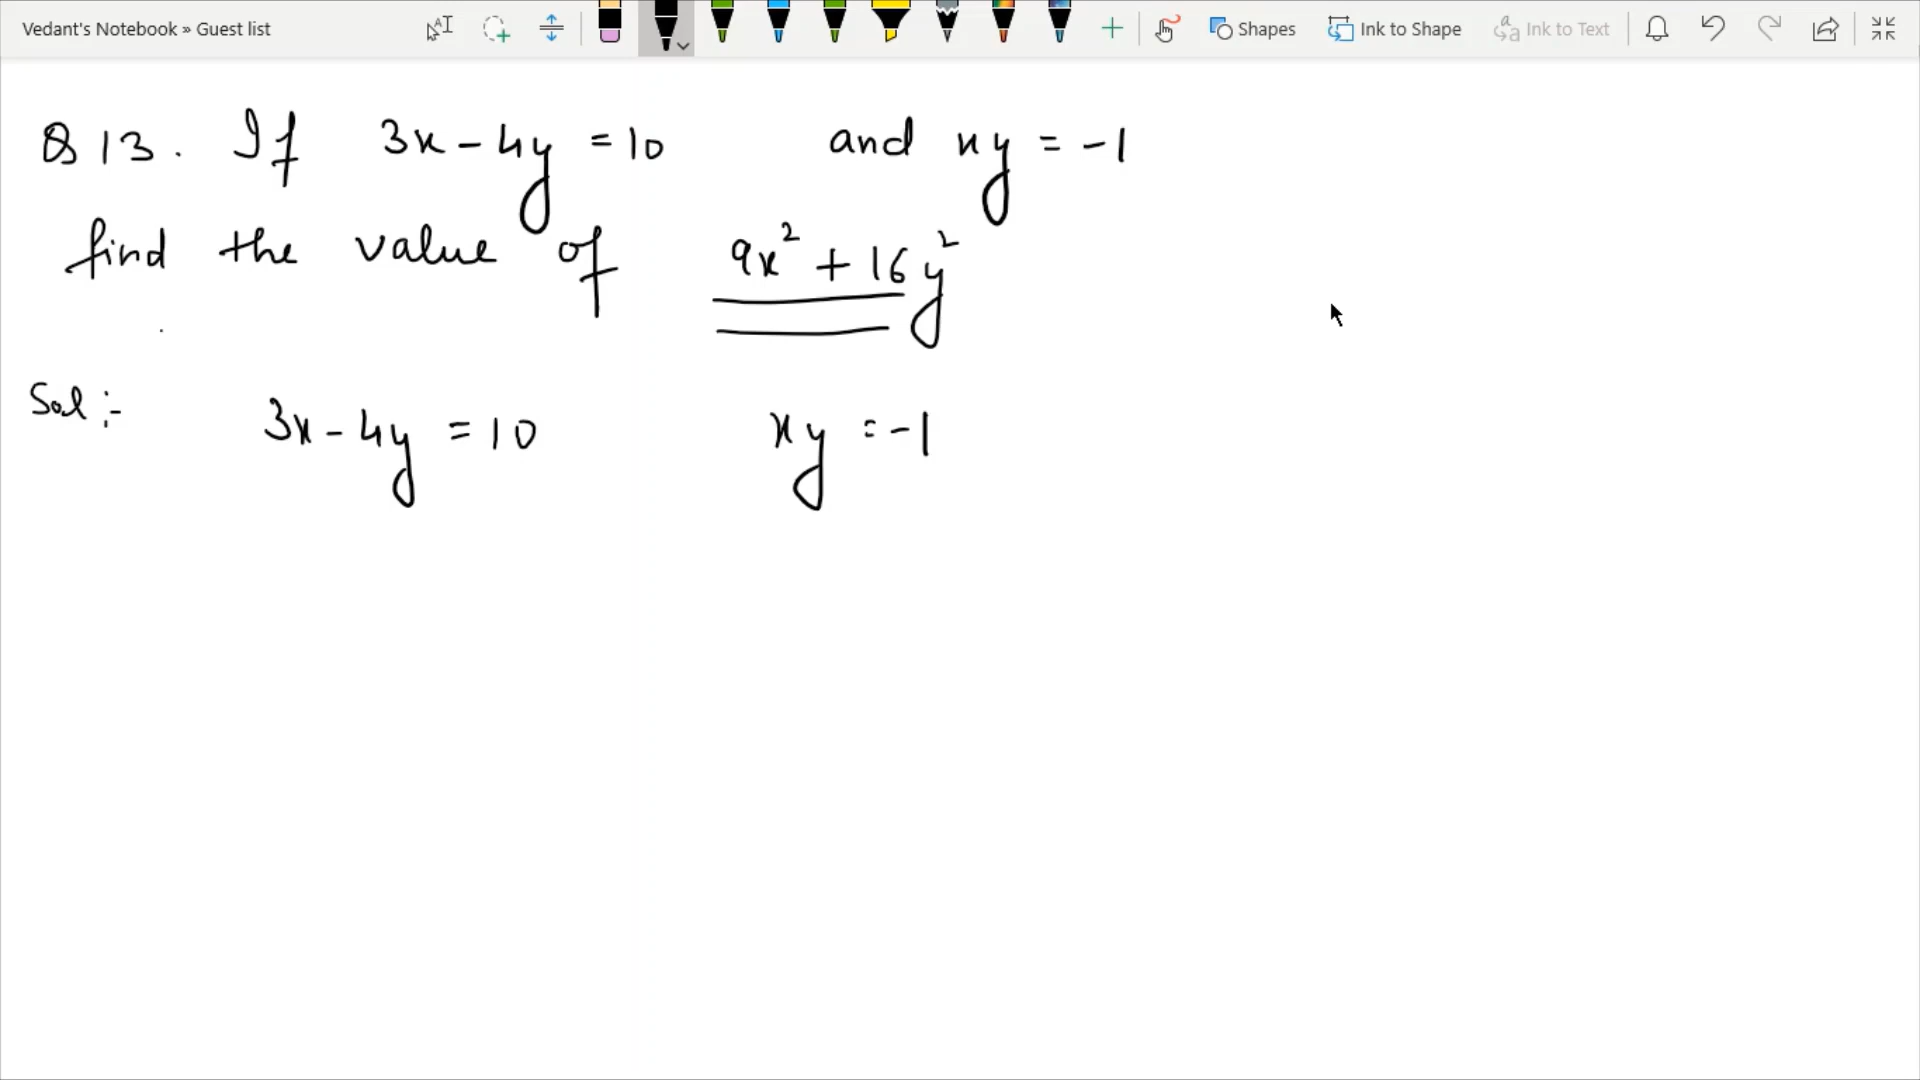 Vedant's Notebook » Guest list Shapes Ink to Shape Ink to Text
Q 13. If 3x - 4y = 10 and xy = -1
find the value of 9x² + 16y²
Sol :- 3x - 4y = 10 xy = -1